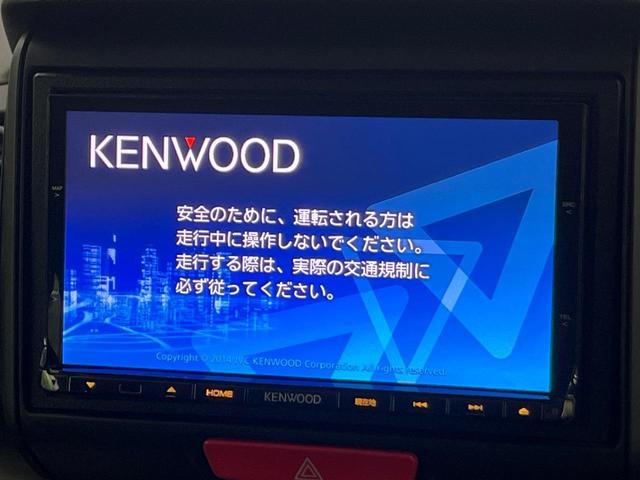 KENWOOD
安全のために、運転される方は
走行中に操作しないでください。
走行する際は、実際の交通規制に
必ず従ってください。
Copyright © 2014 JVC KENWOOD Corporation All rights reserved.
MAP
TEL
HOME
KENWOOD
現在地